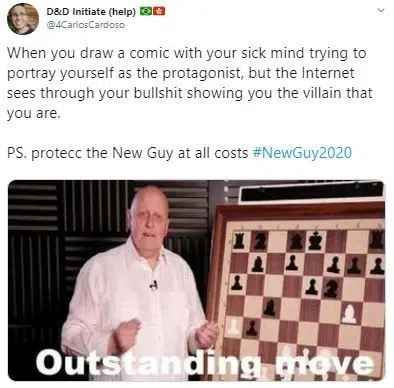 D&D Initiate (help) 🇧🇷🇭🇰
@4CarlosCardoso
When you draw a comic with your sick mind trying to
portray yourself as the protagonist, but the Internet
sees through your bullshit showing you the villain that
you are.
PS. protecc the New Guy at all costs #NewGuy2020
Outstanding move